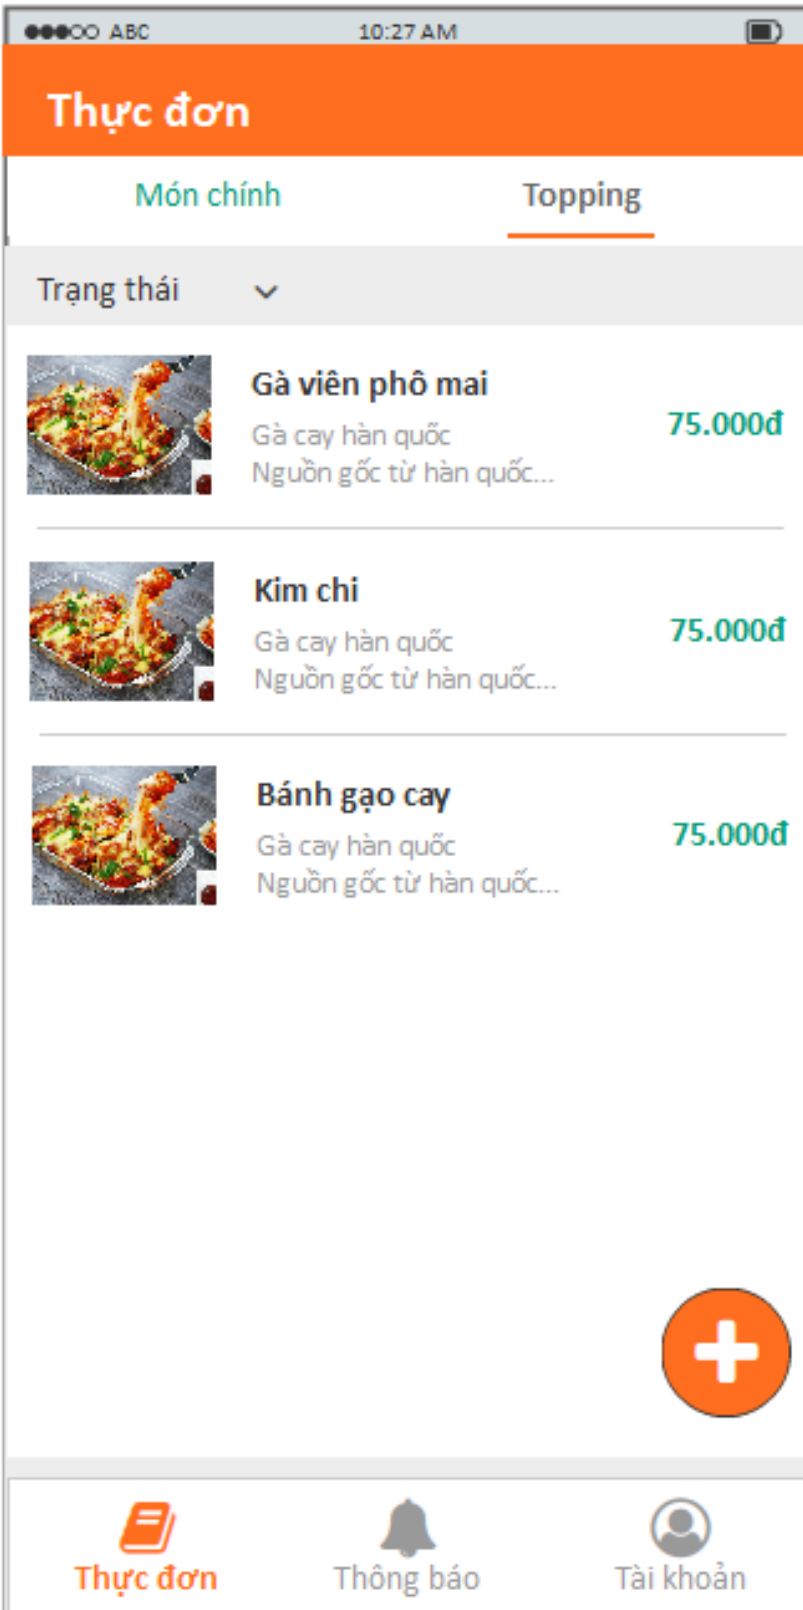 ABC 10:27 AM
Thực đơn
Món chính Topping
Trạng thái
Gà viên phô mai
Gà cay hàn quốc
Nguồn gốc từ hàn quốc...
75.000đ
Kim chi
Gà cay hàn quốc
Nguồn gốc từ hàn quốc...
75.000đ
Bánh gạo cay
Gà cay hàn quốc
Nguồn gốc từ hàn quốc...
75.000đ
Thực đơn Thông báo Tài khoản